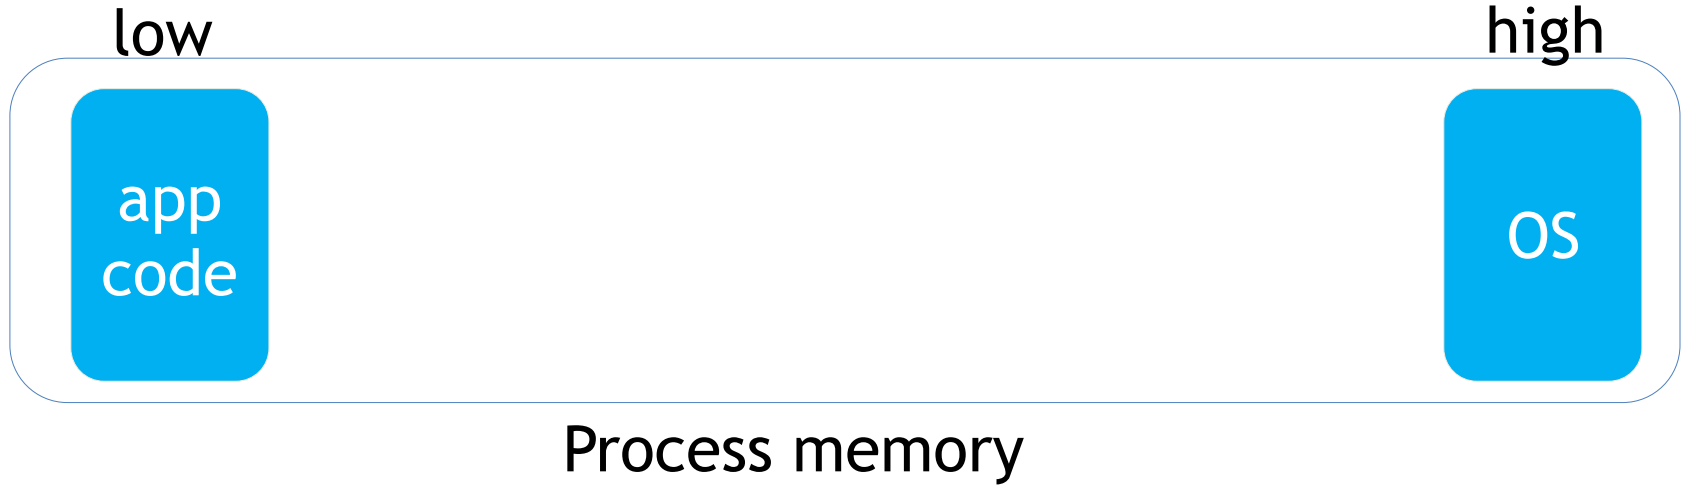 low
high
app
code
OS
Process memory